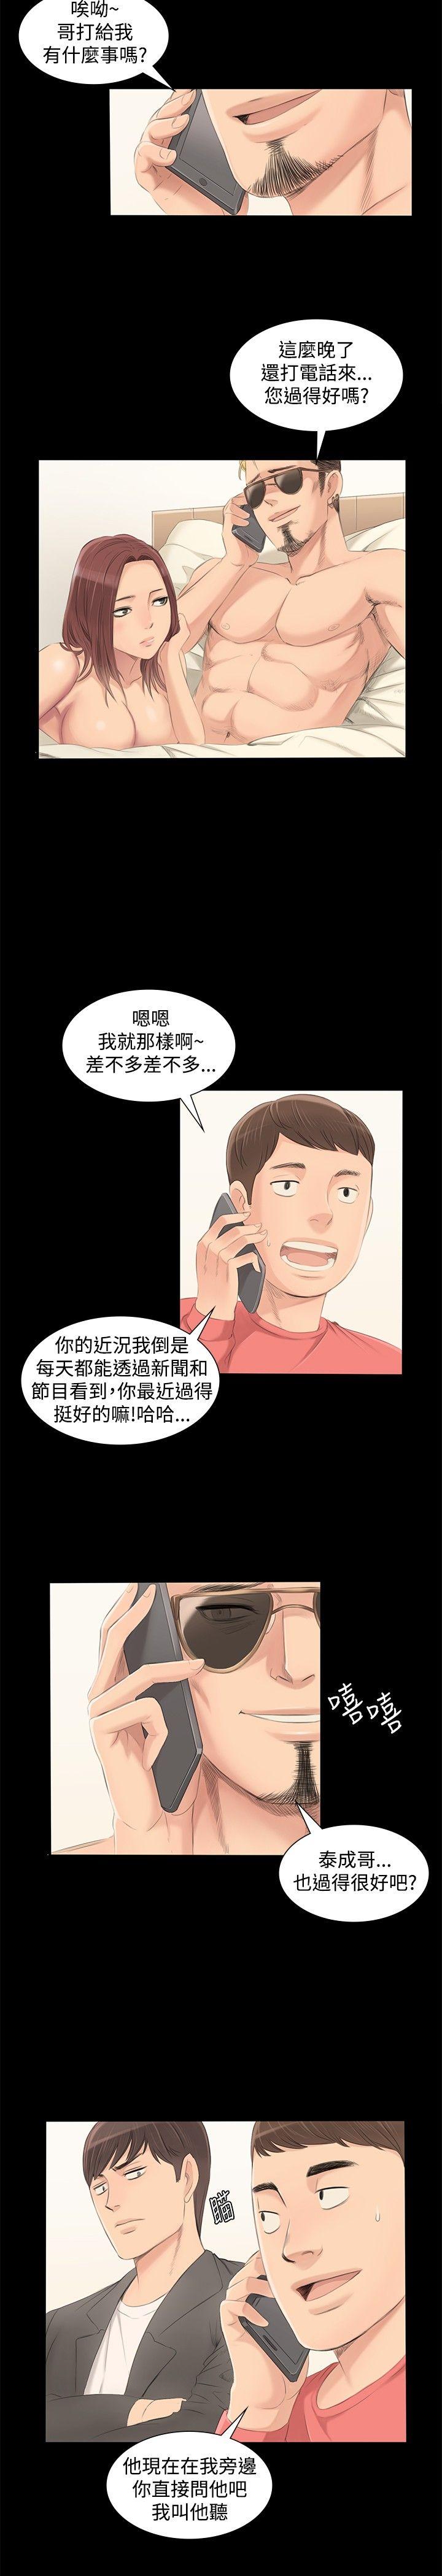 唉呦~
哥打給我
有什麼事嗎?
這麼晚了
還打電話來...
您過得好嗎?
嗯嗯
我就那樣啊~
差不多差不多...
你的近況我倒是
每天都能透過新聞和
節目看到,你最近過得
挺好的嘛!哈哈...
嘻嘻
泰成哥...
也過得很好吧?
瞄
他現在在我旁邊
你直接問他吧
我叫他聽